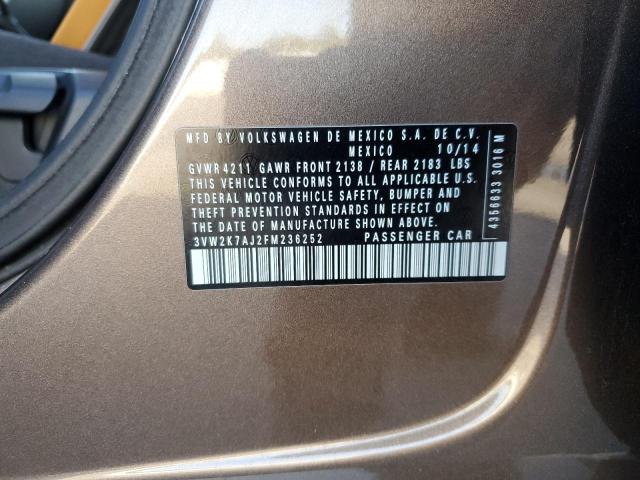 MFD BY VOLKSWAGEN DE MEXICO S.A. DE C.V.
MEXICO 10/14
GVWR 4211 GAWR FRONT 2138 / REAR 2183 LBS
THIS VEHICLE CONFORMS TO ALL APPLICABLE U.S.
FEDERAL MOTOR VEHICLE SAFETY, BUMPER AND
THEFT PREVENTION STANDARDS IN EFFECT ON
THE DATE OF MANUFACTURE SHOWN ABOVE.
3VW2K7AJ2FM236252 PASSENGER CAR
4356633 3016 M